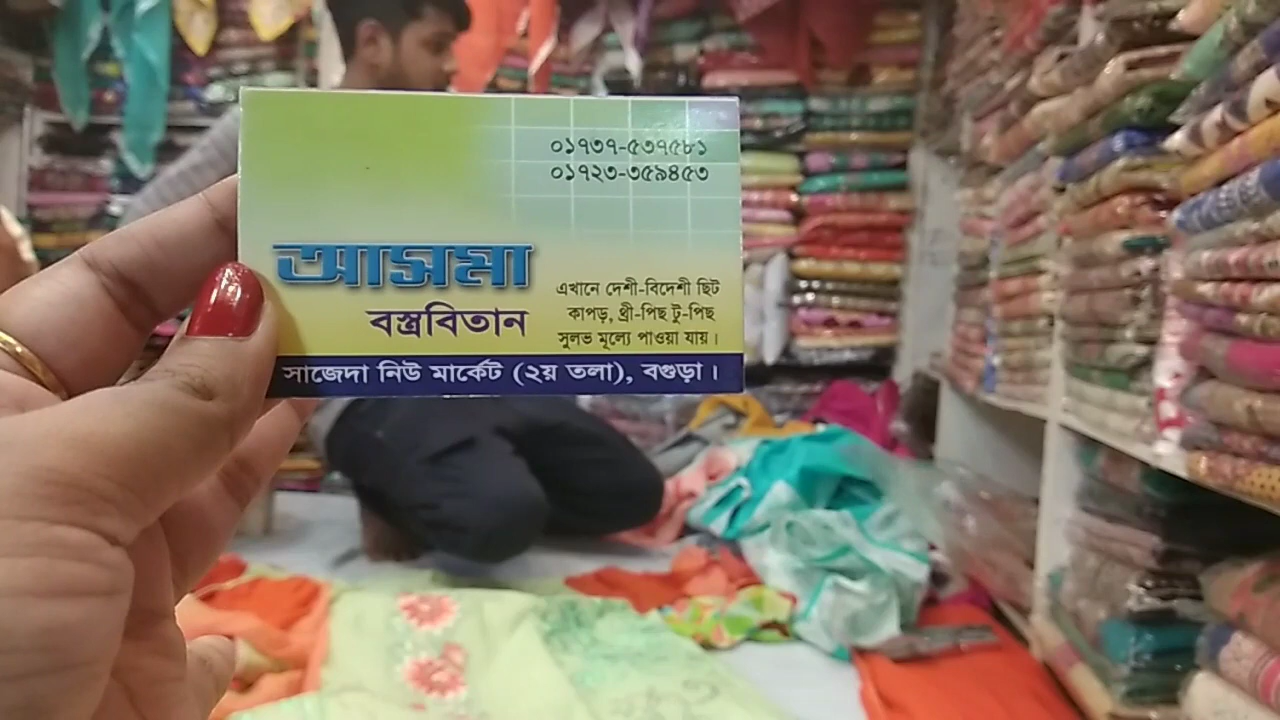 ০১৭৩৭-৫৩৭৫৮১
০১৭২৩-৩৫৯৪৫৩
আসমা
বস্ত্রবিতান
এখানে দেশী-বিদেশী ছিট
কাপড়, থ্রী-পিছ টু-পিছ
সুলভ মূল্যে পাওয়া যায়।
সাজেদা নিউ মার্কেট (২য় তলা), বগুড়া।